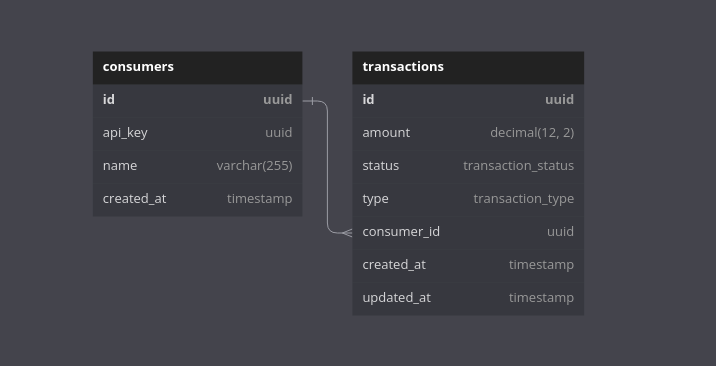 consumers
id uuid
api_key uuid
name varchar(255)
created_at timestamp
transactions
id uuid
amount decimal(12, 2)
status transaction_status
type transaction_type
consumer_id uuid
created_at timestamp
updated_at timestamp